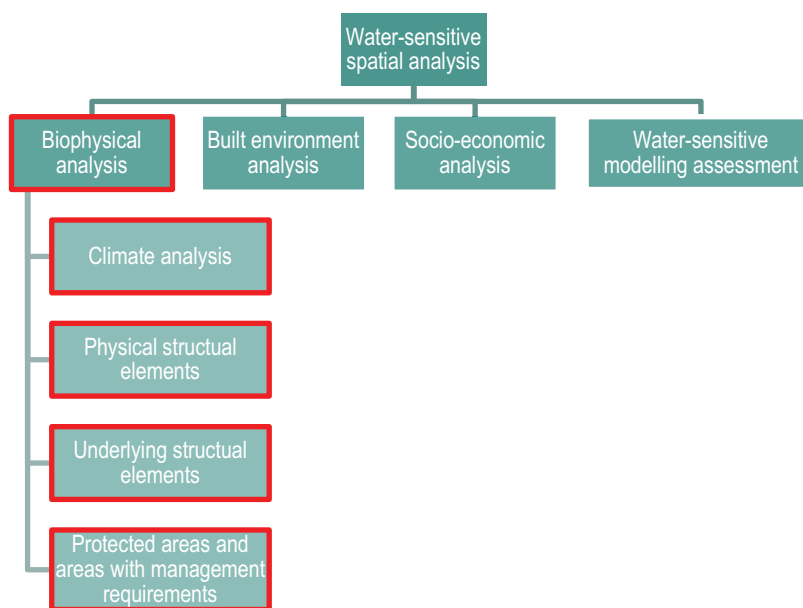 Water-sensitive
spatial analysis
Biophysical
analysis
Built environment
analysis
Socio-economic
analysis
Water-sensitive
modelling assessment
Climate analysis
Physical structual
elements
Underlying structual
elements
Protected areas and
areas with management
requirements